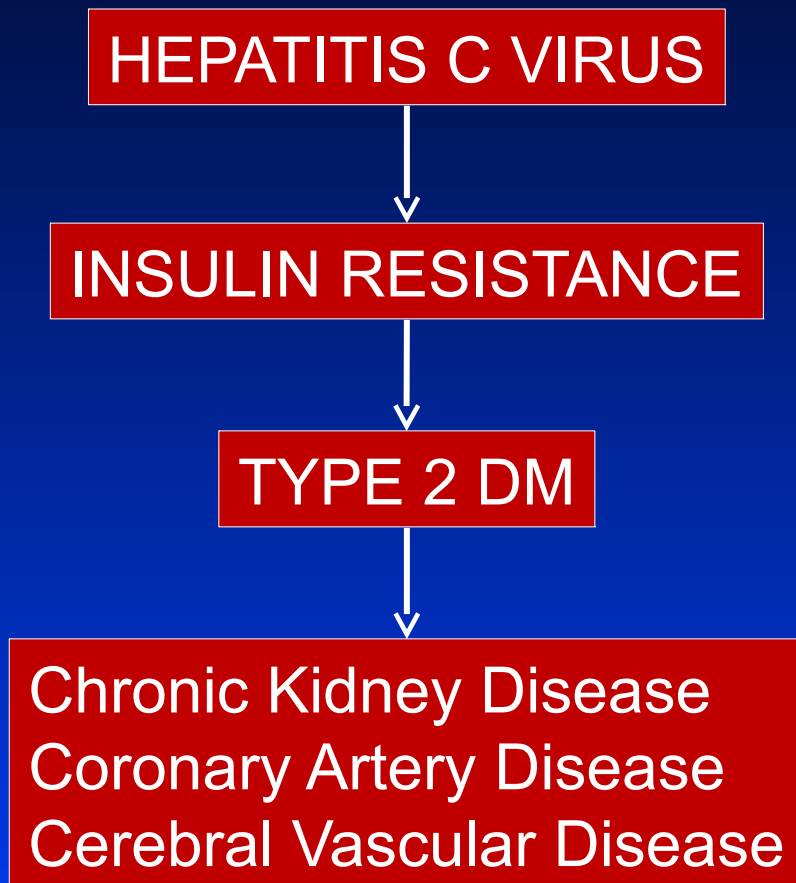 HEPATITIS C VIRUS
INSULIN RESISTANCE
TYPE 2 DM
Chronic Kidney Disease
Coronary Artery Disease
Cerebral Vascular Disease